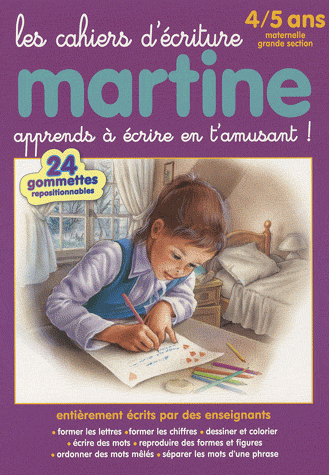 les cahiers d'écriture
4/5 ans
maternelle
grande section
martine
apprends à écrire en t'amusant !
24
gommettes
repositionnables
entièrement écrits par des enseignants
• former les lettres • former les chiffres • dessiner et colorier
• écrire des mots • reproduire des formes et figures
• ordonner des mots mêlés • séparer les mots d'une phrase